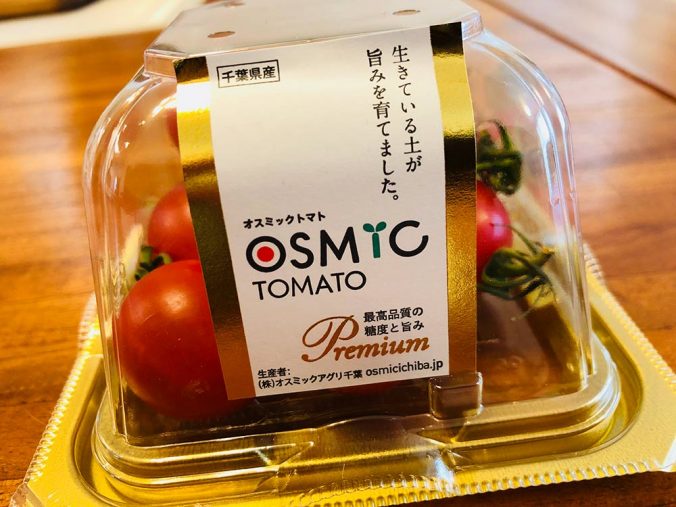 千葉県産
生きている土が
旨みを育てました。
オスミックトマト
OSMIC
TOMATO
最高品質の
糖度と旨み
Premium
生産者:
(株)オスミックアグリ千葉 osmicichiba.jp